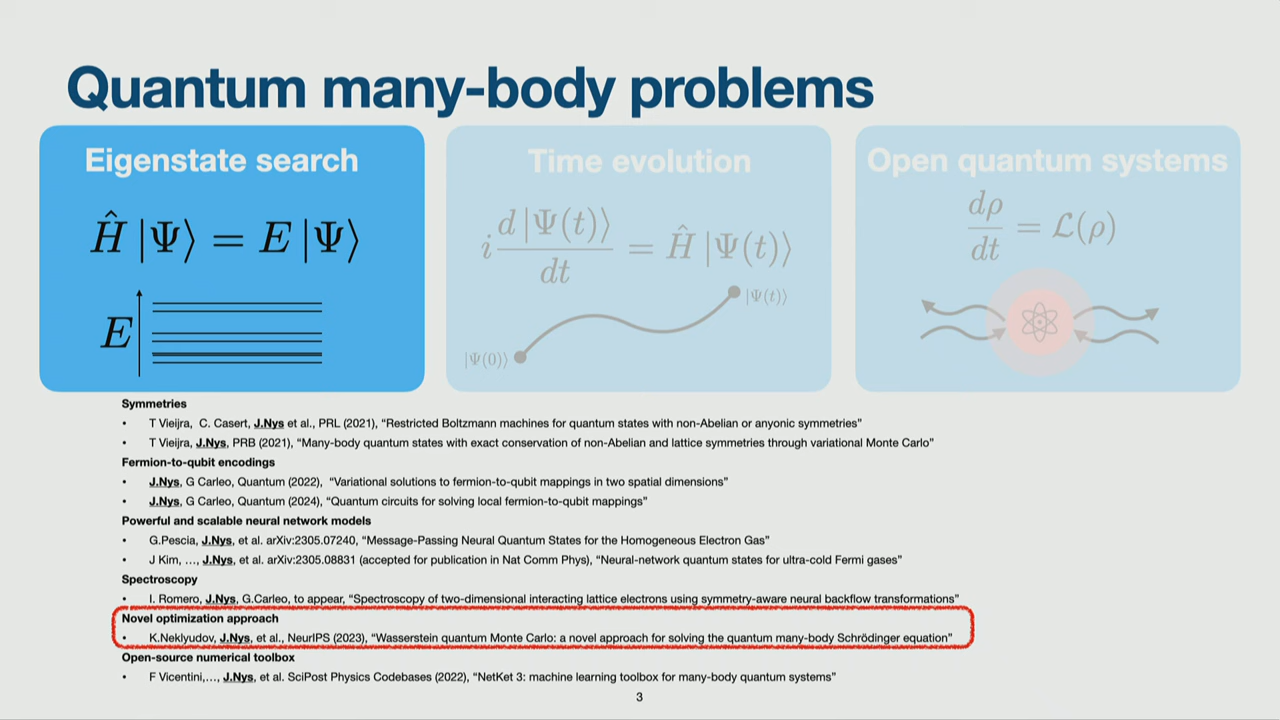 Quantum many-body problems
Eigenstate search
Ĥ |Ψ⟩ = E |Ψ⟩
E
Time evolution
i d|Ψ(t)⟩/dt = Ĥ |Ψ(t)⟩
|Ψ(t)⟩
|Ψ(0)⟩
Open quantum systems
dρ/dt = ℒ(ρ)
Symmetries
• T Vieijra, C. Casert, J.Nys et al., PRL (2021), “Restricted Boltzmann machines for quantum states with non-Abelian or anyonic symmetries”
• T Vieijra, J.Nys, PRB (2021), “Many-body quantum states with exact conservation of non-Abelian and lattice symmetries through variational Monte Carlo”
Fermion-to-qubit encodings
• J.Nys, G Carleo, Quantum (2022), “Variational solutions to fermion-to-qubit mappings in two spatial dimensions”
• J.Nys, G Carleo, Quantum (2024), “Quantum circuits for solving local fermion-to-qubit mappings”
Powerful and scalable neural network models
• G.Pescia, J.Nys, et al. arXiv:2305.07240, “Message-Passing Neural Quantum States for the Homogeneous Electron Gas”
• J Kim, …, J.Nys, et al. arXiv:2305.08831 (accepted for publication in Nat Comm Phys), “Neural-network quantum states for ultra-cold Fermi gases”
Spectroscopy
• I. Romero, J.Nys, G.Carleo, to appear, “Spectroscopy of two-dimensional interacting lattice electrons using symmetry-aware neural backflow transformations”
Novel optimization approach
• K.Neklyudov, J.Nys, et al., NeurIPS (2023), “Wasserstein quantum Monte Carlo: a novel approach for solving the quantum many-body Schrödinger equation”
Open-source numerical toolbox
• F Vicentini,…, J.Nys, et al. SciPost Physics Codebases (2022), “NetKet 3: machine learning toolbox for many-body quantum systems”
3